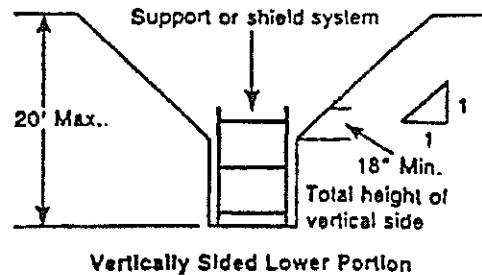 Support or shield system
20' Max..
1
1
18" Min.
Total height of
vertical side
Vertically Sided Lower Portion